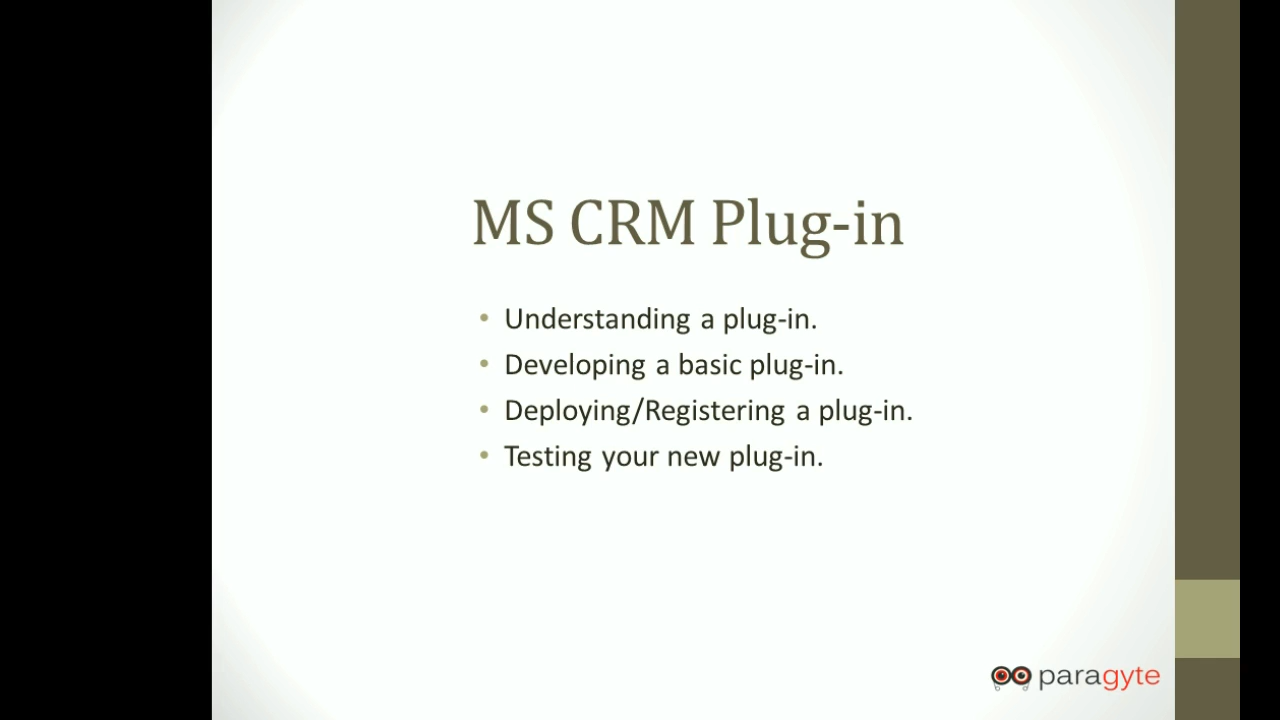 MS CRM Plug-in
• Understanding a plug-in.
• Developing a basic plug-in.
• Deploying/Registering a plug-in.
• Testing your new plug-in.
paragyte